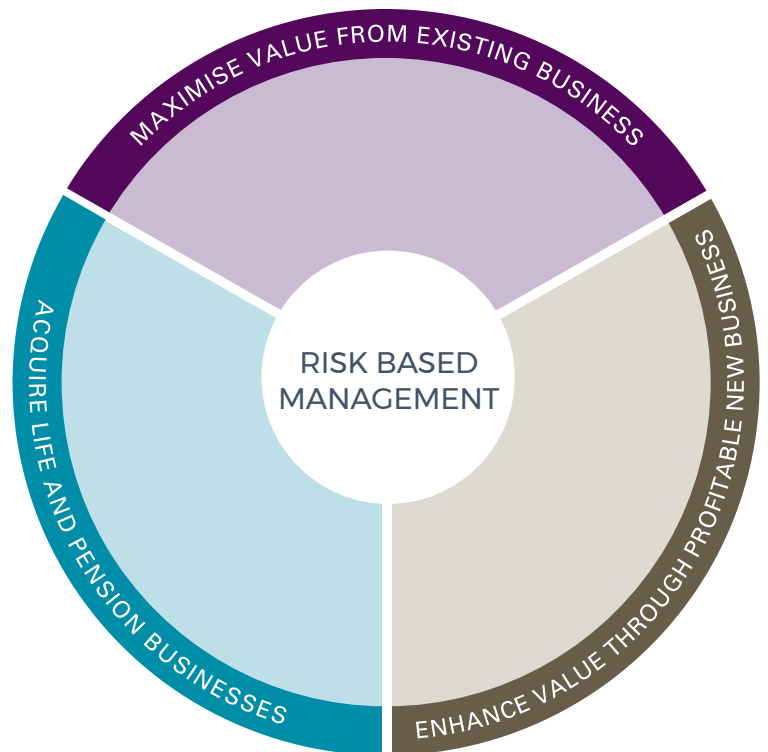 MAXIMISE VALUE FROM EXISTING BUSINESS
RISK BASED
MANAGEMENT
ACQUIRE LIFE AND PENSION BUSINESSES
ENHANCE VALUE THROUGH PROFITABLE NEW BUSINESS